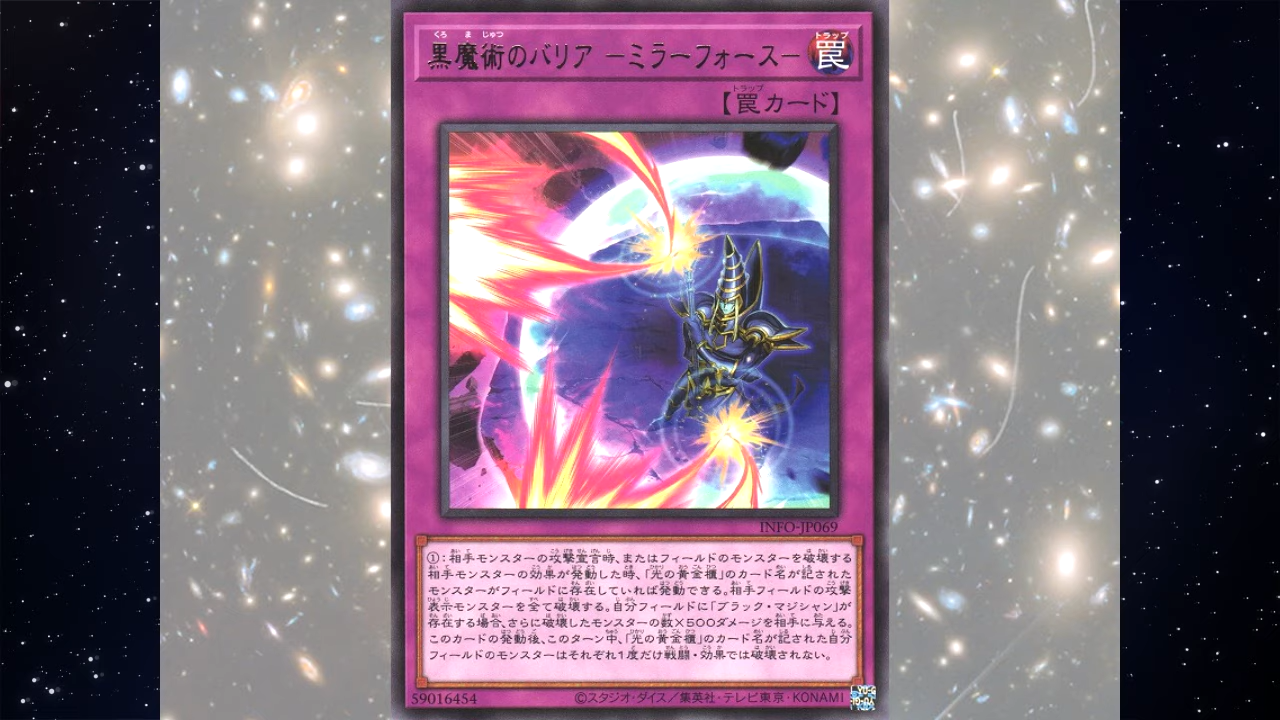 黒魔術のバリア －ミラーフォース－
罠
【罠カード】
INFO-JP069
①：相手モンスターの攻撃宣言時、またはフィールドのモンスターを破壊する
相手モンスターの効果が発動した時、「光の黄金櫃」のカード名が記された
モンスターがフィールドに存在していれば発動できる。相手フィールドの攻撃
表示モンスターを全て破壊する。自分フィールドに「ブラック・マジシャン」が
存在する場合、さらに破壊したモンスターの数×500ダメージを相手に与える。
このカードの発動後、このターン中、「光の黄金櫃」のカード名が記された自分
フィールドのモンスターはそれぞれ1度だけ戦闘・効果では破壊されない。
59016454
©スタジオ・ダイス／集英社・テレビ東京・KONAMI